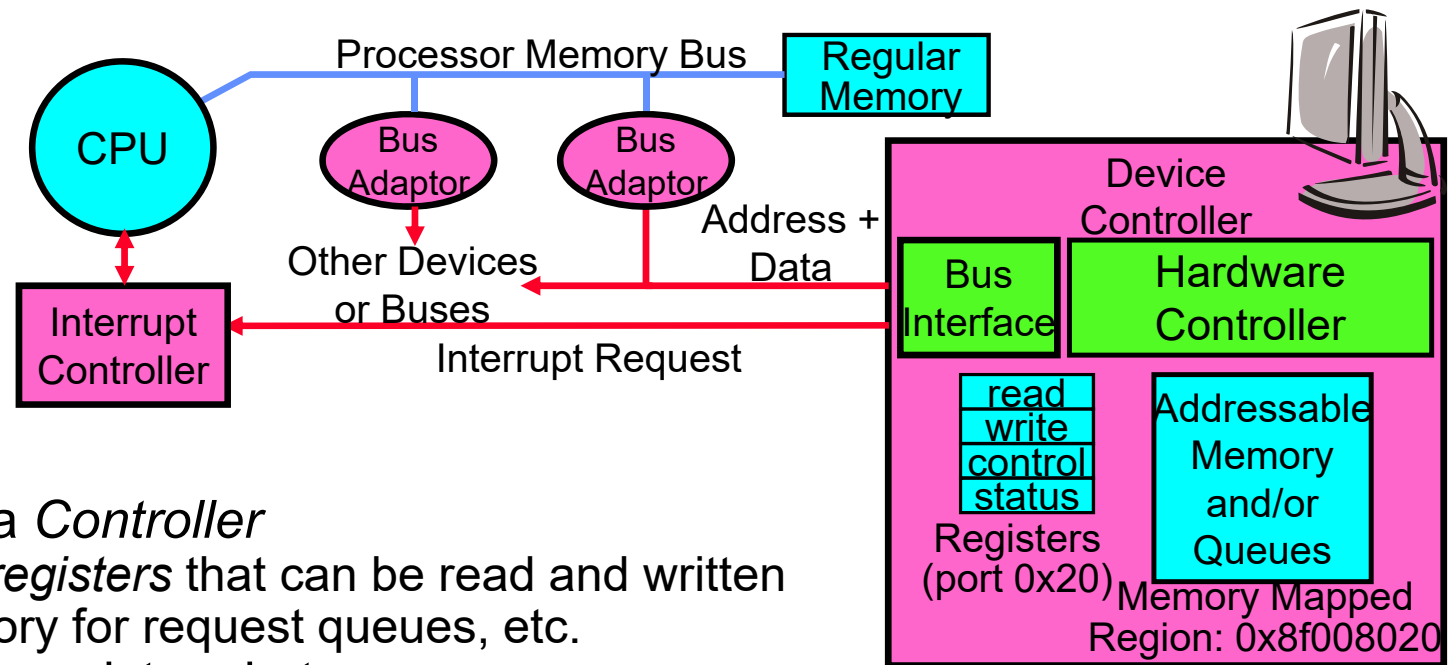 Processor Memory Bus
Regular
Memory
CPU
Bus
Adaptor
Bus
Adaptor
Address +
Data
Other Devices
or Buses
Interrupt
Controller
Interrupt Request
Device
Controller
Bus
Interface
Hardware
Controller
read
write
control
status
Registers
(port 0x20)
Addressable
Memory
and/or
Queues
Memory Mapped
Region: 0x8f008020
a Controller
registers that can be read and written
ory for request queues, etc.